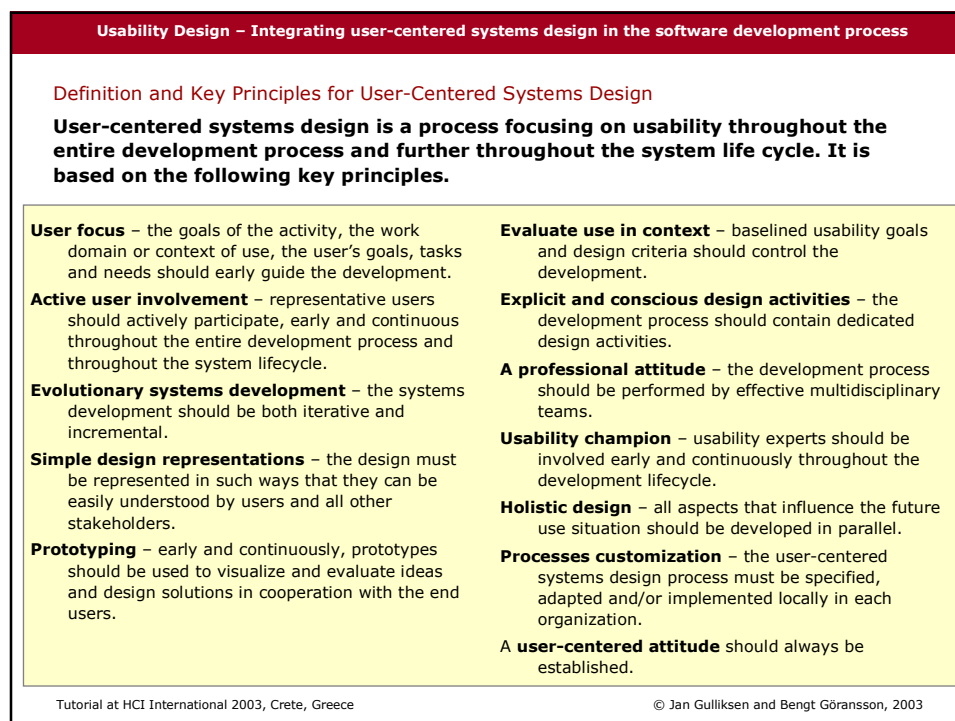 Usability Design – Integrating user-centered systems design in the software development process
Definition and Key Principles for User-Centered Systems Design
User-centered systems design is a process focusing on usability throughout the
entire development process and further throughout the system life cycle. It is
based on the following key principles.
User focus – the goals of the activity, the work
domain or context of use, the user's goals, tasks
and needs should early guide the development.
Active user involvement – representative users
should actively participate, early and continuous
throughout the entire development process and
throughout the system lifecycle.
Evolutionary systems development – the systems
development should be both iterative and
incremental.
Simple design representations – the design must
be represented in such ways that they can be
easily understood by users and all other
stakeholders.
Prototyping – early and continuously, prototypes
should be used to visualize and evaluate ideas
and design solutions in cooperation with the end
users.
Evaluate use in context – baselined usability goals
and design criteria should control the
development.
Explicit and conscious design activities – the
development process should contain dedicated
design activities.
A professional attitude – the development process
should be performed by effective multidisciplinary
teams.
Usability champion – usability experts should be
involved early and continuously throughout the
development lifecycle.
Holistic design – all aspects that influence the future
use situation should be developed in parallel.
Processes customization – the user-centered
systems design process must be specified,
adapted and/or implemented locally in each
organization.
A user-centered attitude should always be
established.
Tutorial at HCI International 2003, Crete, Greece
© Jan Gulliksen and Bengt Göransson, 2003